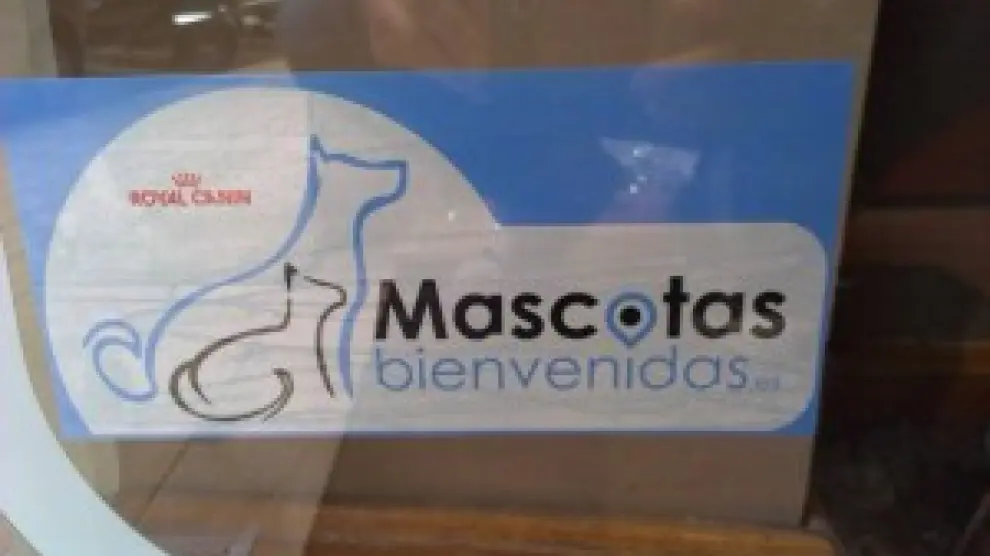 ROYAL CANIN
Mascotas
bienvenidas.es